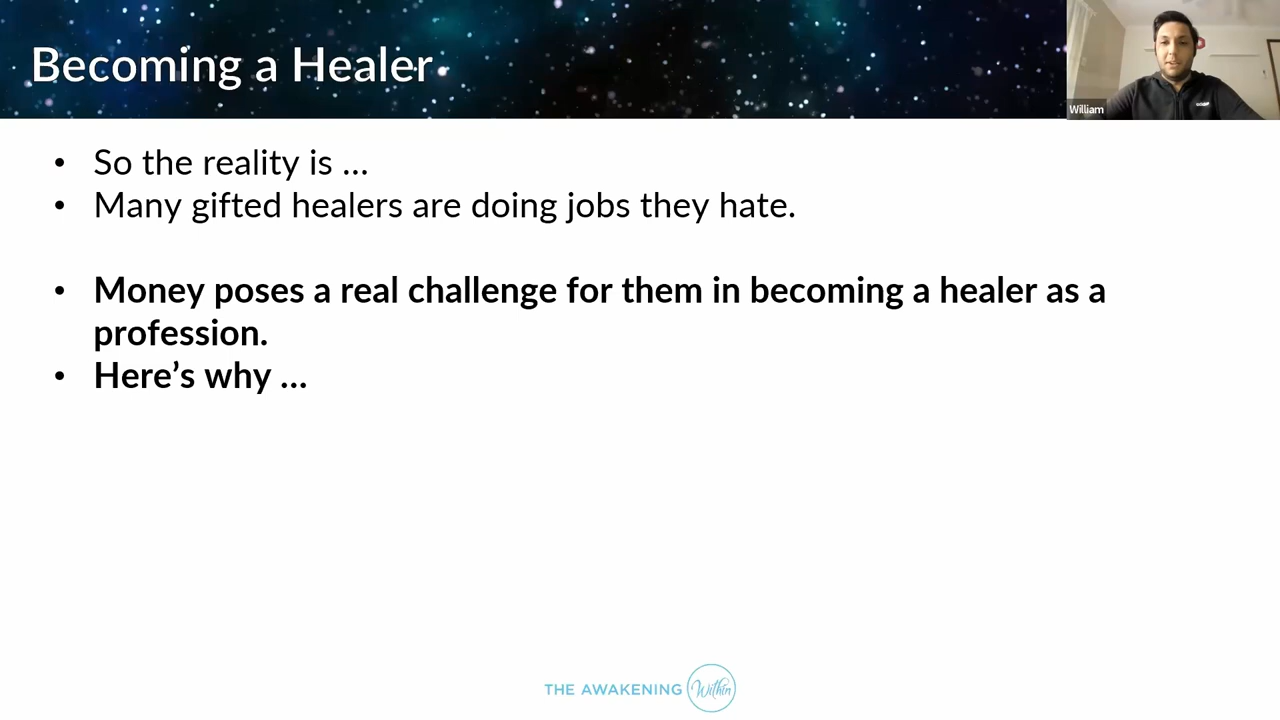 Becoming a Healer
William
• So the reality is ...
• Many gifted healers are doing jobs they hate.
• Money poses a real challenge for them in becoming a healer as a
profession.
• Here’s why ...
THE AWAKENING Within